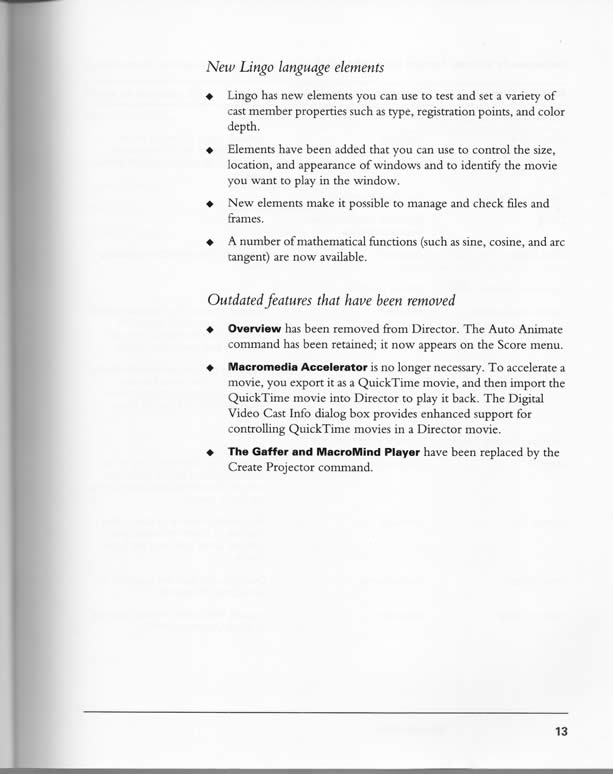 New Lingo language elements
◆ Lingo has new elements you can use to test and set a variety of
cast member properties such as type, registration points, and color
depth.
◆ Elements have been added that you can use to control the size,
location, and appearance of windows and to identify the movie
you want to play in the window.
◆ New elements make it possible to manage and check files and
frames.
◆ A number of mathematical functions (such as sine, cosine, and arc
tangent) are now available.
Outdated features that have been removed
◆ Overview has been removed from Director. The Auto Animate
command has been retained; it now appears on the Score menu.
◆ Macromedia Accelerator is no longer necessary. To accelerate a
movie, you export it as a QuickTime movie, and then import the
QuickTime movie into Director to play it back. The Digital
Video Cast Info dialog box provides enhanced support for
controlling QuickTime movies in a Director movie.
◆ The Gaffer and MacroMind Player have been replaced by the
Create Projector command.
13